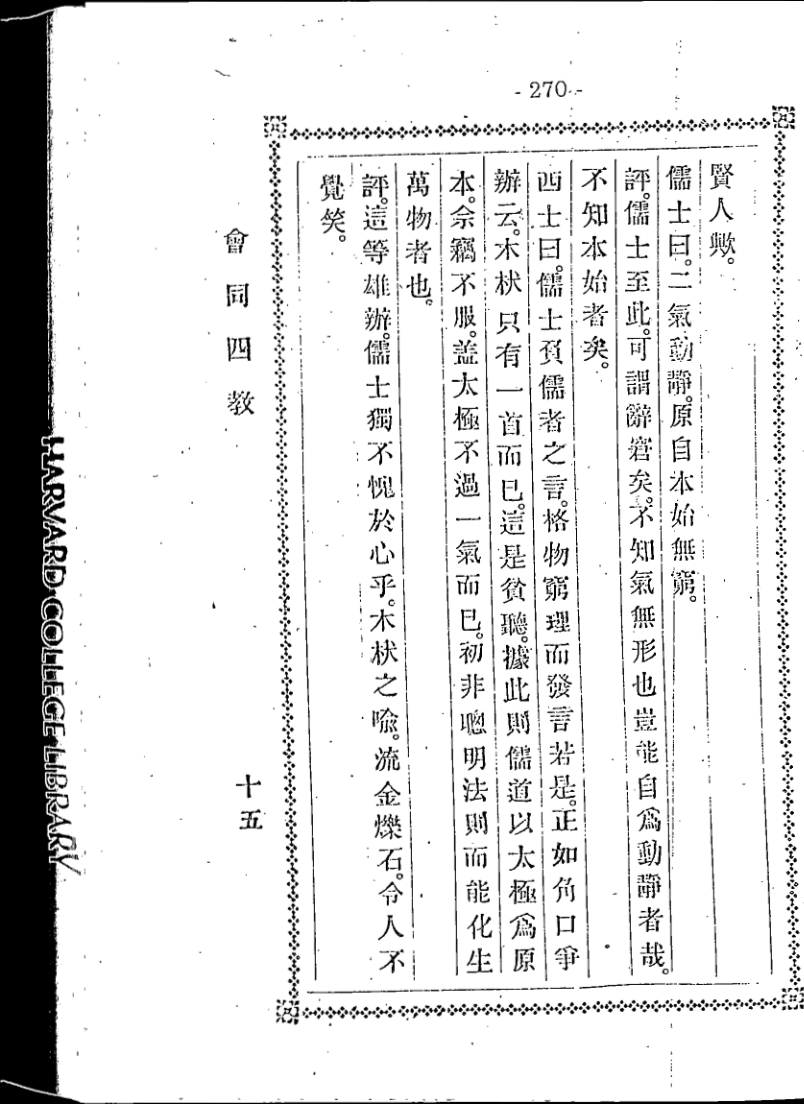 - 270 -
賢人歟。
儒士曰。二氣動靜。原自本始無窮。
評。儒士至此。可謂辭窘矣。不知氣無形也豈能自爲動靜者哉。
不知本始者矣。
西士曰。儒士負儒者之言。格物窮理而發言若是。正如角口爭
辦云。木栿只有一首而已。這是貧聽。據此則儒道以太極爲原
本。余竊不服。蓋太極不過一氣而已。初非聰明法則而能化生
萬物者也。
評。這等雄辦。儒士獨不愧於心乎。木栿之喩。流金爍石。令人不
覺笑。
會同四教
十五
HARVARD COLLEGE LIBRARY